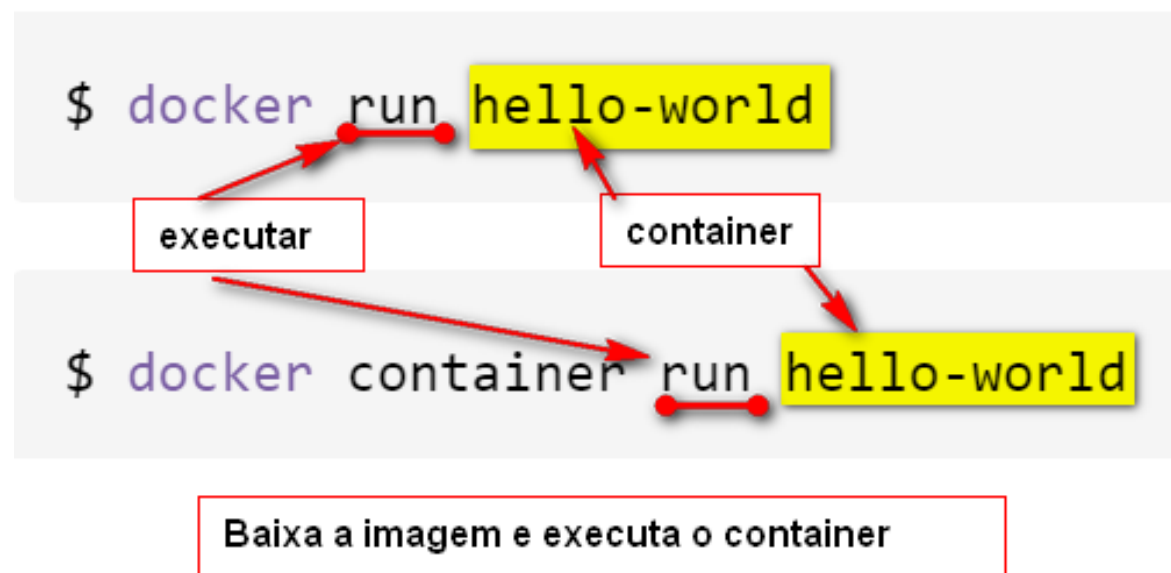 $ docker run hello-world
executar
container
$ docker container run hello-world
Baixa a imagem e executa o container